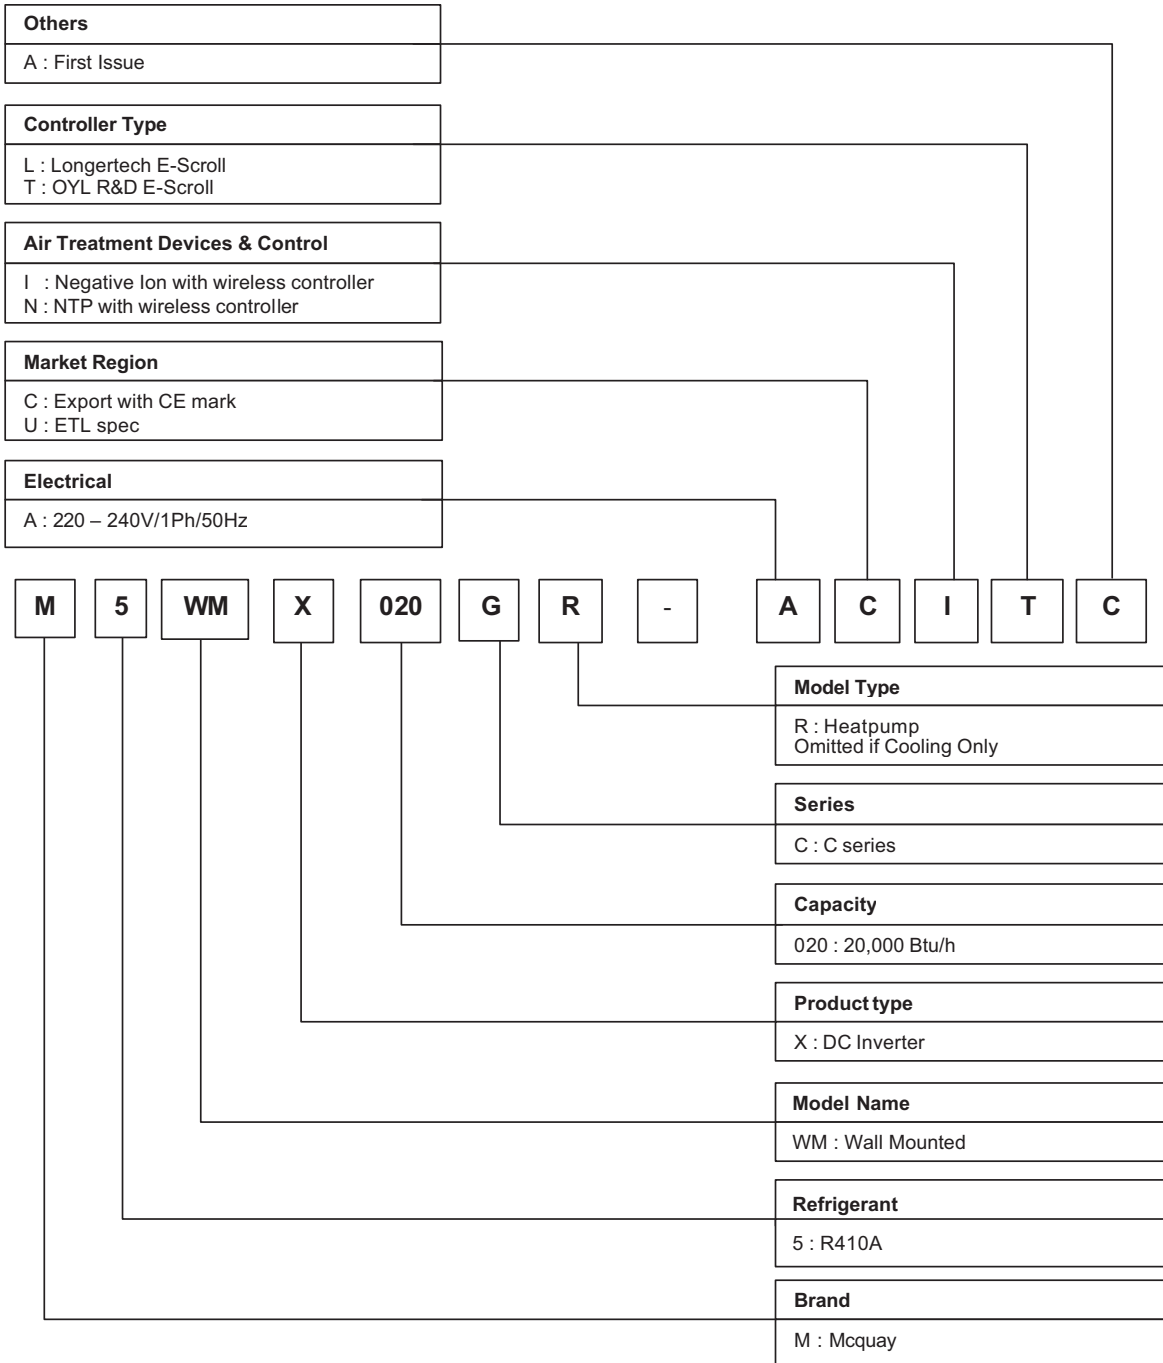 Others
A : First Issue
Controller Type
L : Longertech E-Scroll
T : OYL R&D E-Scroll
Air Treatment Devices & Control
I : Negative Ion with wireless controller
N : NTP with wireless controller
Market Region
C : Export with CE mark
U : ETL spec
Electrical
A : 220 – 240V/1Ph/50Hz
M 5 WM X 020 G R - A C I T C
Model Type
R : Heatpump
Omitted if Cooling Only
Series
C : C series
Capacity
020 : 20,000 Btu/h
Product type
X : DC Inverter
Model Name
WM : Wall Mounted
Refrigerant
5 : R410A
Brand
M : Mcquay